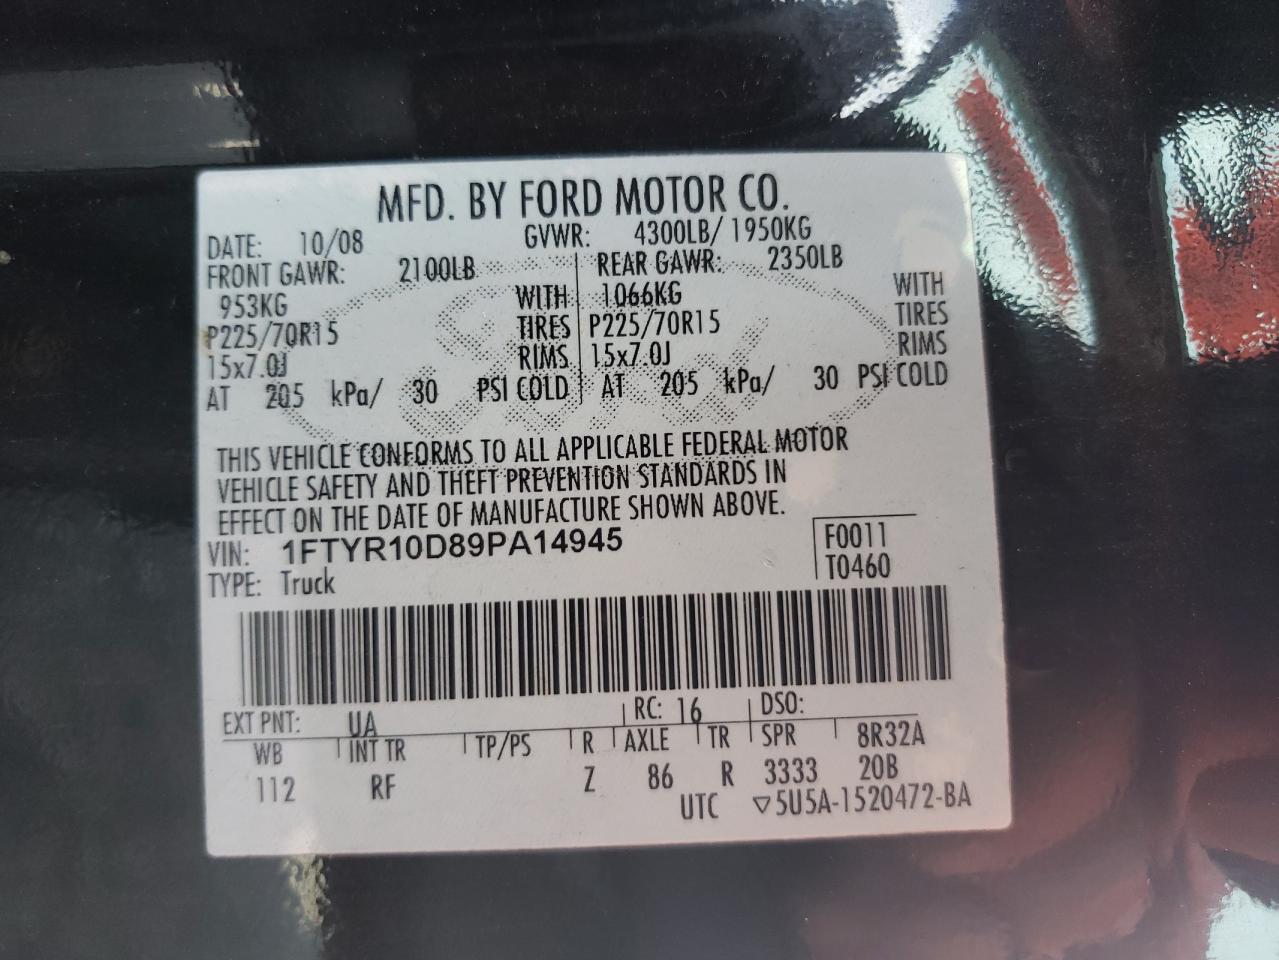 MFD. BY FORD MOTOR CO.
DATE: 10/08 GVWR: 4300LB/ 1950KG
FRONT GAWR: 2100LB REAR GAWR: 2350LB
953KG WITH 1066KG WITH
P225/70R15 TIRES P225/70R15 TIRES
15x7.0J RIMS 15x7.0J RIMS
AT 205 kPa/ 30 PSI COLD AT 205 kPa/ 30 PSI COLD
THIS VEHICLE CONFORMS TO ALL APPLICABLE FEDERAL MOTOR
VEHICLE SAFETY AND THEFT PREVENTION STANDARDS IN
EFFECT ON THE DATE OF MANUFACTURE SHOWN ABOVE.
VIN: 1FTYR10D89PA14945 F0011
TYPE: Truck T0460
EXT PNT: UA RC: 16 DSO:
WB INT TR TP/PS R AXLE TR SPR 8R32A
112 RF Z 86 R 3333 20B
UTC ▽5U5A-1520472-BA